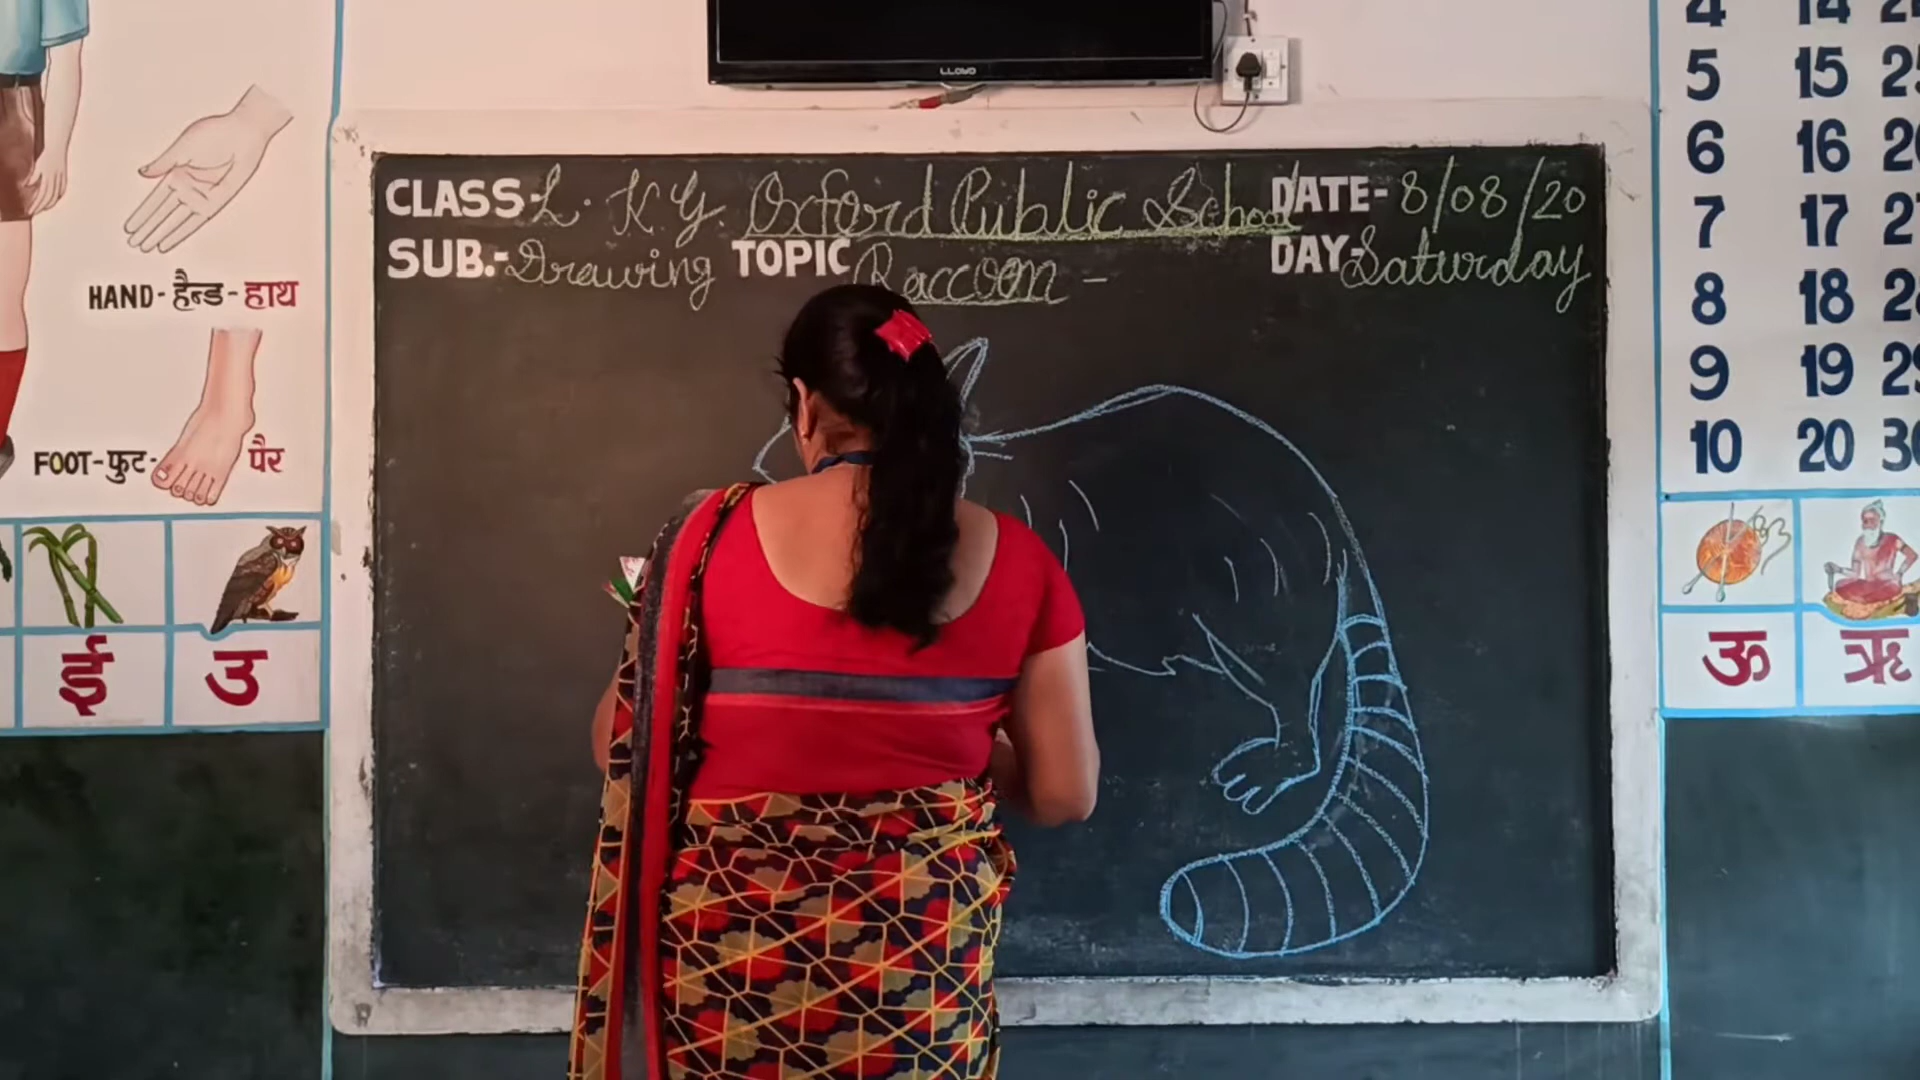 LLOYD
CLASS- L.K.G. Oxford Public School DATE- 8/08/20
SUB.- Drawing TOPIC Raccoon - DAY- Saturday
HAND - हैन्ड - हाथ
FOOT - फुट - पैर
ई उ
4 14
5 15
6 16
7 17
8 18
9 19
10 20
ऊ ऋ